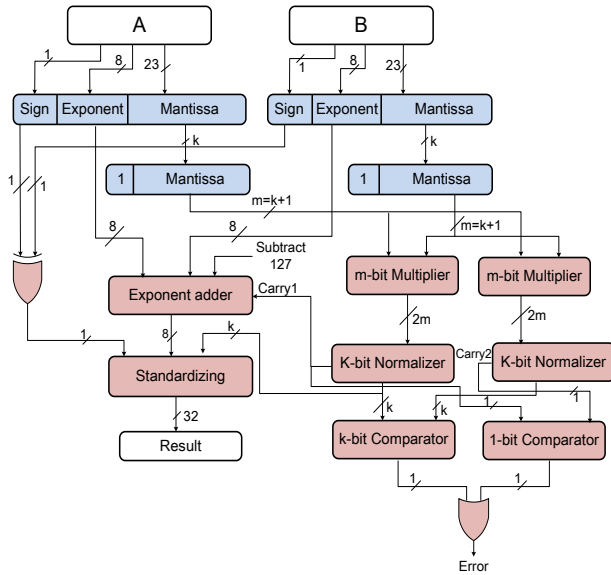 A
B
1
8
23
1
8
23
Sign
Exponent
Mantissa
Sign
Exponent
Mantissa
k
k
1
Mantissa
1
Mantissa
1
1
m=k+1
m=k+1
8
8
Subtract
127
m-bit Multiplier
m-bit Multiplier
Exponent adder
Carry1
2m
2m
1
8
k
Carry2
K-bit Normalizer
K-bit Normalizer
Standardizing
k
k
1
1
32
Result
k-bit Comparator
1-bit Comparator
1
1
Error